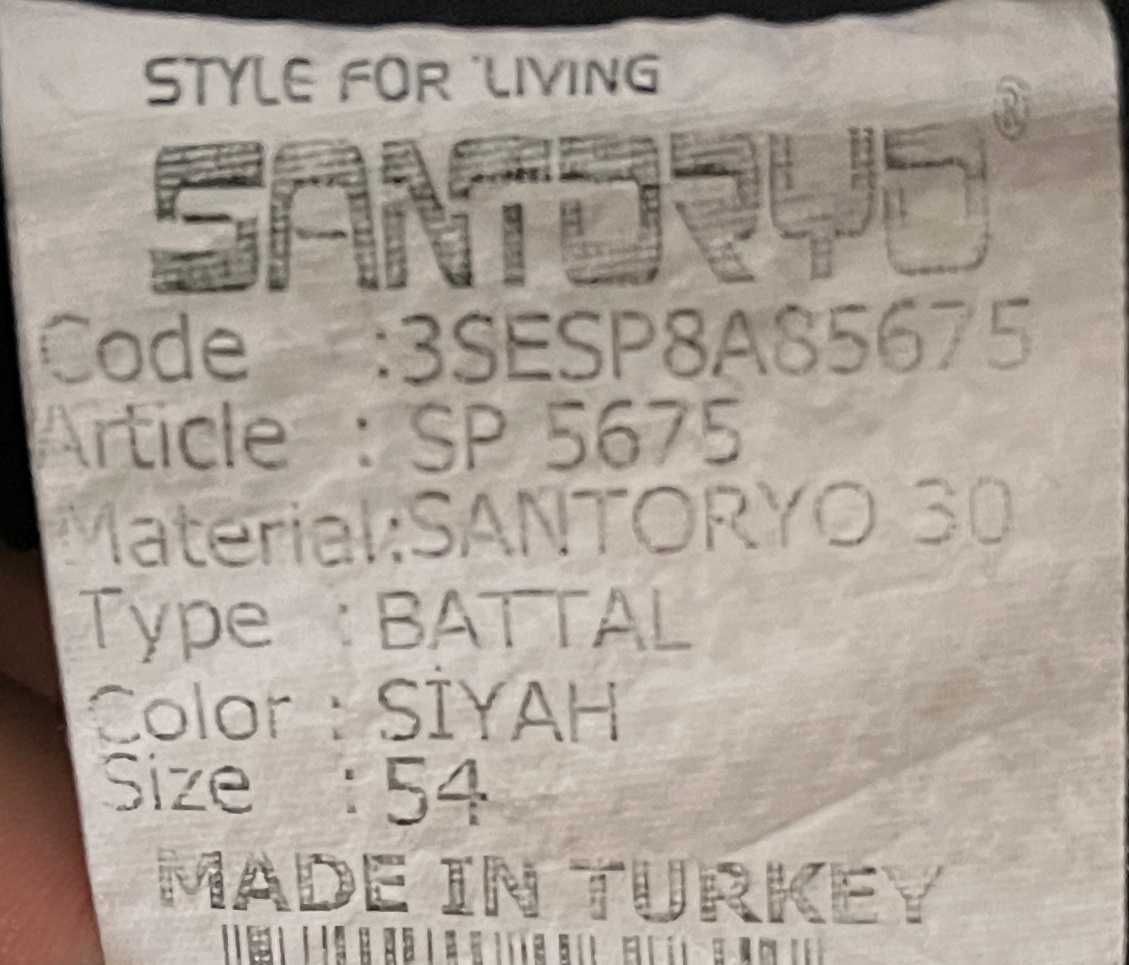 STYLE FOR LIVING
SANTORYO®
Code :3SESP8A85675
Article : SP 5675
Material:SANTORYO 30
Type : BATTAL
Color : SİYAH
Size : 54
MADE IN TURKEY